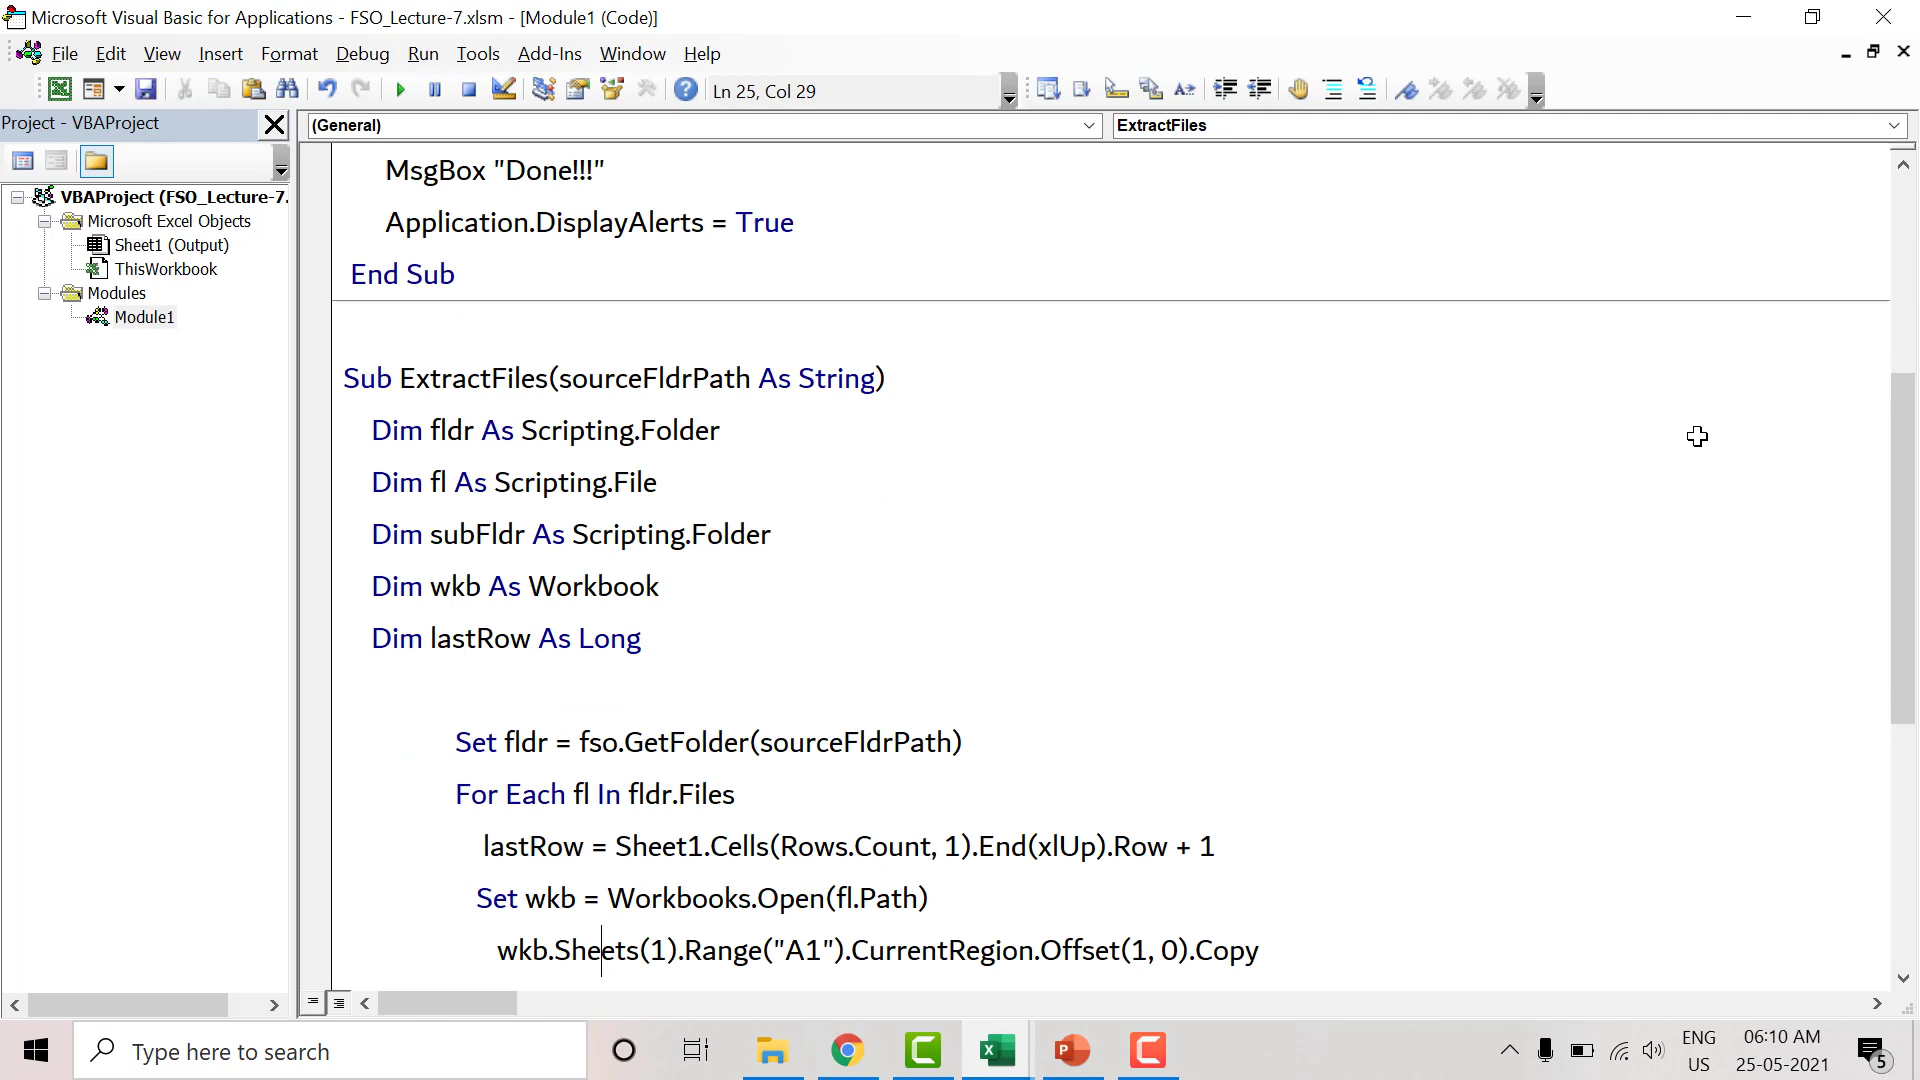 Microsoft Visual Basic for Applications - FSO_Lecture-7.xlsm - [Module1 (Code)]
File Edit View Insert Format Debug Run Tools Add-Ins Window Help
Ln 25, Col 29
Project - VBAProject
(General)
ExtractFiles
VBAProject (FSO_Lecture-7.
Microsoft Excel Objects
Sheet1 (Output)
ThisWorkbook
Modules
Module1
MsgBox "Done!!!"
Application.DisplayAlerts = True
End Sub
Sub ExtractFiles(sourceFldrPath As String)
Dim fldr As Scripting.Folder
Dim fl As Scripting.File
Dim subFldr As Scripting.Folder
Dim wkb As Workbook
Dim lastRow As Long
Set fldr = fso.GetFolder(sourceFldrPath)
For Each fl In fldr.Files
lastRow = Sheet1.Cells(Rows.Count, 1).End(xlUp).Row + 1
Set wkb = Workbooks.Open(fl.Path)
wkb.Sheets(1).Range("A1").CurrentRegion.Offset(1, 0).Copy
Type here to search
ENG
US
06:10 AM
25-05-2021
5